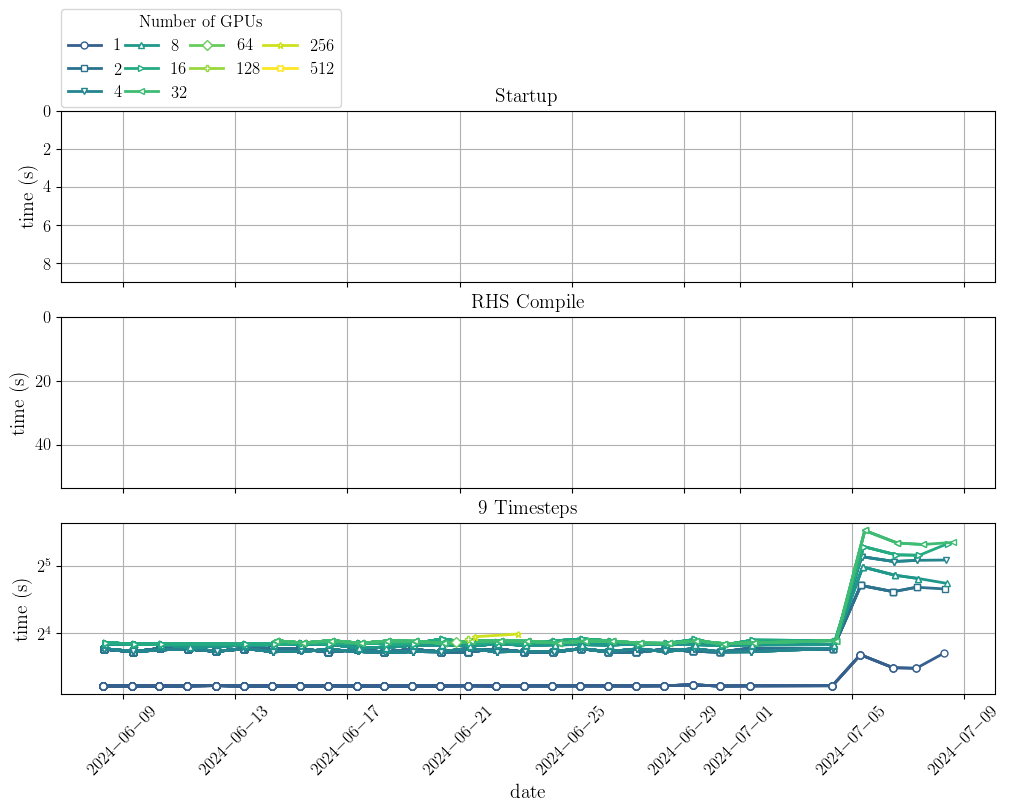 Number of GPUs
1 8 64 256
2 16 128 512
4 32
Startup
time (s)
0
2
4
6
8
RHS Compile
time (s)
0
20
40
9 Timesteps
time (s)
2^5
2^4
2024−06−09 2024−06−13 2024−06−17 2024−06−21 2024−06−25 2024−06−29 2024−07−01 2024−07−05 2024−07−09
date